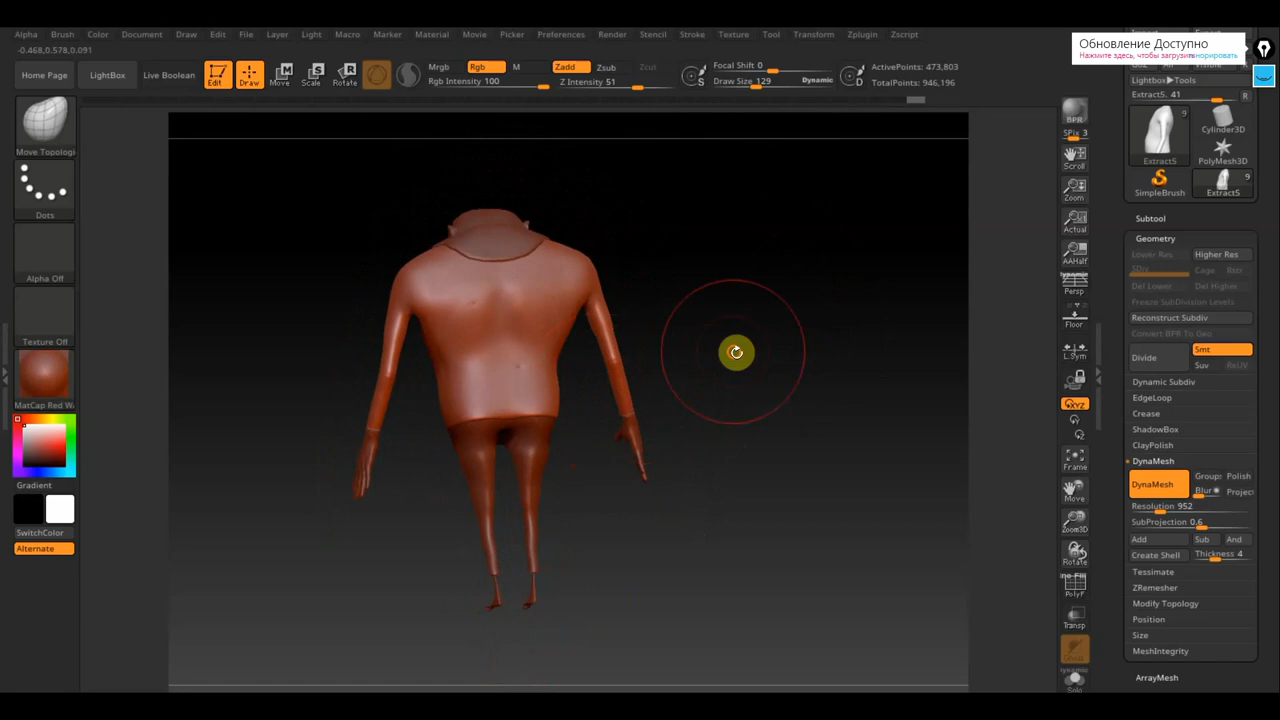 Alpha Brush Color Document Draw Edit File Layer Light Macro Marker Material Movie Picker Preferences Render Stencil Stroke Texture Tool Transform Zplugin Zscript
-0.468,0.578,0.091
Обновление Доступно
Home Page
LightBox
Live Boolean
Edit
Draw
Move
Scale
Rotate
Mrgb Rgb M
Rgb Intensity 100
Zadd Zsub Zcut
Z Intensity 51
S
Focal Shift 0
Draw Size 129
Dynamic
D
ActivePoints: 473,803
TotalPoints: 946,196
Move Topologi
Dots
Alpha Off
Texture Off
MatCap Red W
Gradient
SwitchColor
Alternate
BPR
SPix 3
Scroll
Zoom
Actual
AAHalf
Persp
Floor
L.Sym
XYZ
Frame
Move
Zoom3D
Rotate
PolyF
Transp
Solo
Lightbox▶Tools
Extract5. 41 R
9
Extract5
Cylinder3D
PolyMesh3D
SimpleBrush
9
Extract5
Subtool
Geometry
Lower Res Higher Res
SDiv Cage Rstr
Del Lower Del Higher
Freeze SubDivision Levels
Reconstruct Subdiv
Convert BPR To Geo
Divide
Smt
Suv ReUV
Dynamic Subdiv
EdgeLoop
Crease
ShadowBox
ClayPolish
DynaMesh
DynaMesh
Group: Polish
Blur Projec
Resolution 952
SubProjection 0.6
Add Sub And
Create Shell Thickness 4
Tessimate
ZRemesher
Modify Topology
Position
Size
MeshIntegrity
ArrayMesh